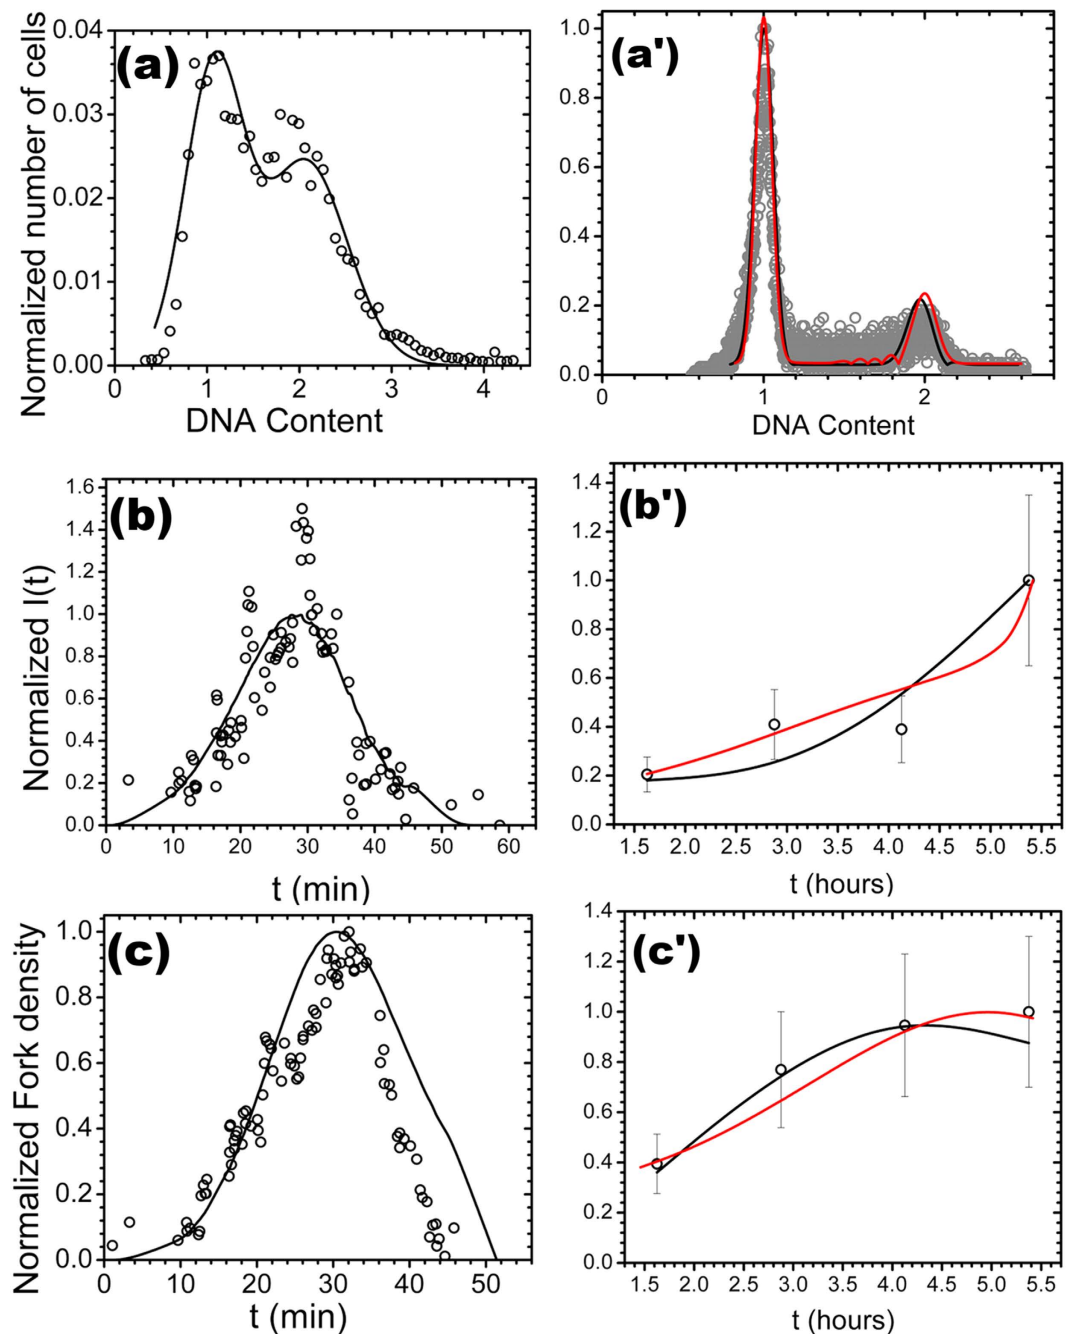 (a)
Normalized number of cells
0.04
0.03
0.02
0.01
0.00
0 1 2 3 4
DNA Content
(a')
1.0
0.8
0.6
0.4
0.2
0.0
0 1 2
DNA Content
(b)
Normalized I(t)
1.6
1.4
1.2
1.0
0.8
0.6
0.4
0.2
0.0
0 10 20 30 40 50 60
t (min)
(b')
1.4
1.2
1.0
0.8
0.6
0.4
0.2
0.0
1.5 2.0 2.5 3.0 3.5 4.0 4.5 5.0 5.5
t (hours)
(c)
Normalized Fork density
1.0
0.8
0.6
0.4
0.2
0.0
0 10 20 30 40 50
t (min)
(c')
1.4
1.2
1.0
0.8
0.6
0.4
0.2
0.0
1.5 2.0 2.5 3.0 3.5 4.0 4.5 5.0 5.5
t (hours)